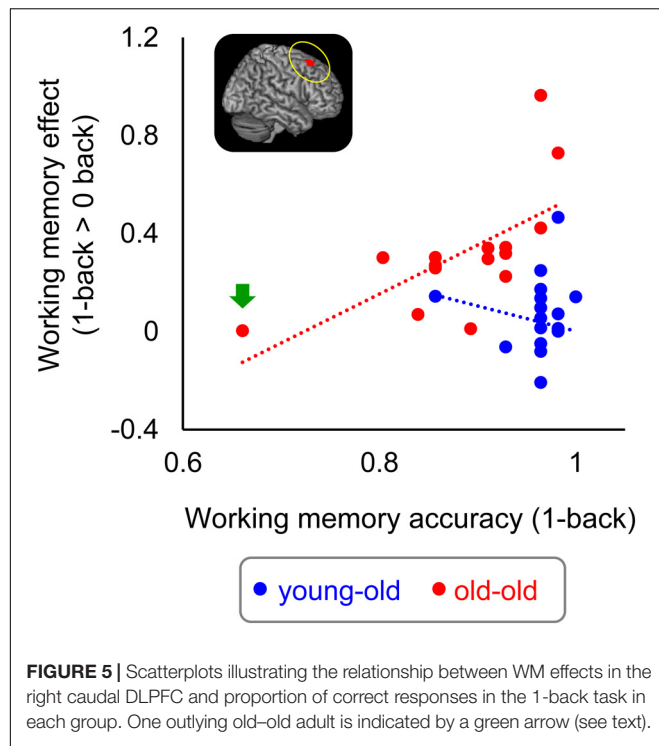 Working memory effect
(1-back > 0 back)
1.2
0.8
0.4
0
-0.4
0.6
0.8
1
Working memory accuracy (1-back)
young-old
old-old
FIGURE 5 | Scatterplots illustrating the relationship between WM effects in the
right caudal DLPFC and proportion of correct responses in the 1-back task in
each group. One outlying old–old adult is indicated by a green arrow (see text).